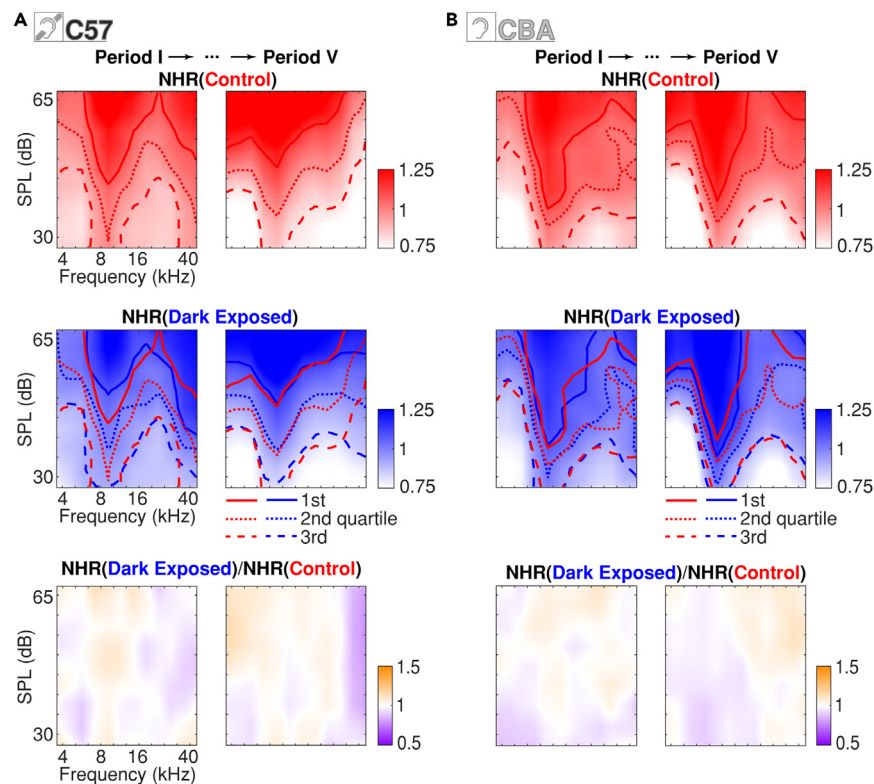 A C57
Period I → ... → Period V
NHR(Control)
65
SPL (dB)
30
4 8 16 40
Frequency (kHz)
1.25
1
0.75
NHR(Dark Exposed)
65
SPL (dB)
30
4 8 16 40
Frequency (kHz)
1.25
1
0.75
1st
2nd quartile
3rd
NHR(Dark Exposed)/NHR(Control)
65
SPL (dB)
30
4 8 16 40
Frequency (kHz)
1.5
1
0.5
B CBA
Period I → ... → Period V
NHR(Control)
1.25
1
0.75
NHR(Dark Exposed)
1.25
1
0.75
1st
2nd quartile
3rd
NHR(Dark Exposed)/NHR(Control)
1.5
1
0.5